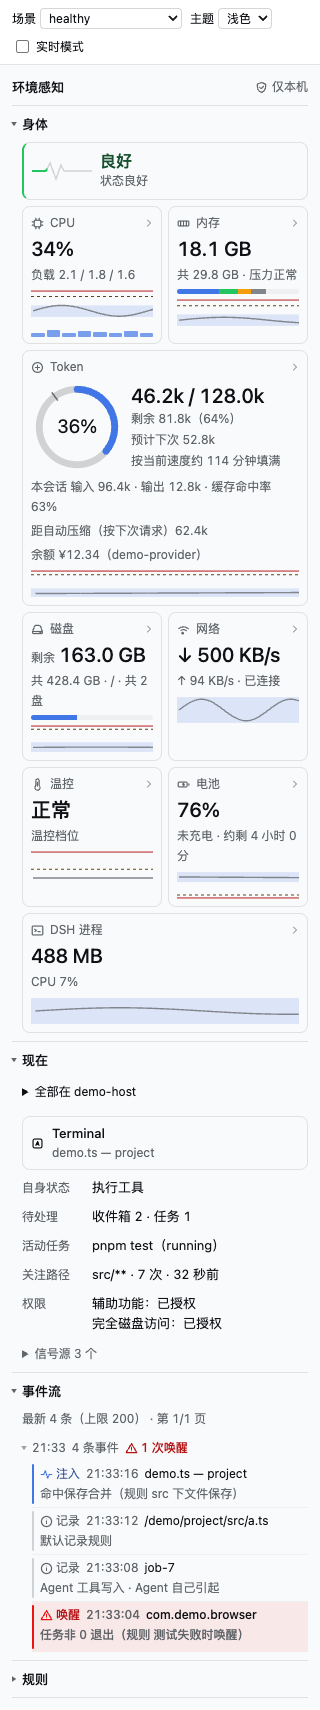 场景 healthy 主题 浅色
实时模式
环境感知 仅本机
身体
良好
状态良好
CPU
34%
负载 2.1 / 1.8 / 1.6
内存
18.1 GB
共 29.8 GB · 压力正常
Token
36%
46.2k / 128.0k
剩余 81.8k（64%）
预计下次 52.8k
按当前速度约 114 分钟填满
本会话 输入 96.4k · 输出 12.8k · 缓存命中率
63%
距自动压缩（按下次请求）62.4k
余额 ¥12.34（demo-provider）
磁盘
剩余 163.0 GB
共 428.4 GB · / · 共 2
盘
网络
↓ 500 KB/s
↑ 94 KB/s · 已连接
温控
正常
温控档位
电池
76%
未充电 · 约剩 4 小时 0
分
DSH 进程
488 MB
CPU 7%
现在
全部在 demo-host
Terminal
demo.ts — project
自身状态 执行工具
待处理 收件箱 2 · 任务 1
活动任务 pnpm test（running）
关注路径 src/** · 7 次 · 32 秒前
权限 辅助功能：已授权
完全磁盘访问：已授权
信号源 3 个
事件流
最新 4 条（上限 200） · 第 1/1 页
21:33 4 条事件 1 次唤醒
注入 21:33:16 demo.ts — project
命中保存合并（规则 src 下文件保存）
记录 21:33:12 /demo/project/src/a.ts
默认记录规则
记录 21:33:08 job-7
Agent 工具写入 · Agent 自己引起
唤醒 21:33:04 com.demo.browser
任务非 0 退出（规则 测试失败时唤醒）
规则